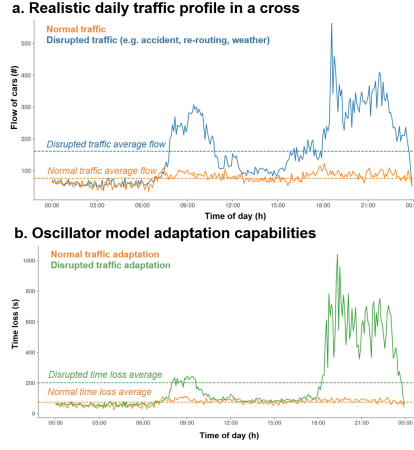 a. Realistic daily traffic profile in a cross
Normal traffic
Disrupted traffic (e.g. accident, re-routing, weather)
500
400
300
200
100
Flow of cars (#)
Disrupted traffic average flow
Normal traffic average flow
00:00 03:00 06:00 09:00 12:00 15:00 18:00 21:00 00:
Time of day (h)
b. Oscillator model adaptation capabilities
Normal traffic adaptation
Disrupted traffic adaptation
1000
800
600
400
200
0
Time loss (s)
Disrupted time loss average
Normal time loss average
00:00 03:00 06:00 09:00 12:00 15:00 18:00 21:00 00:00
Time of day (h)